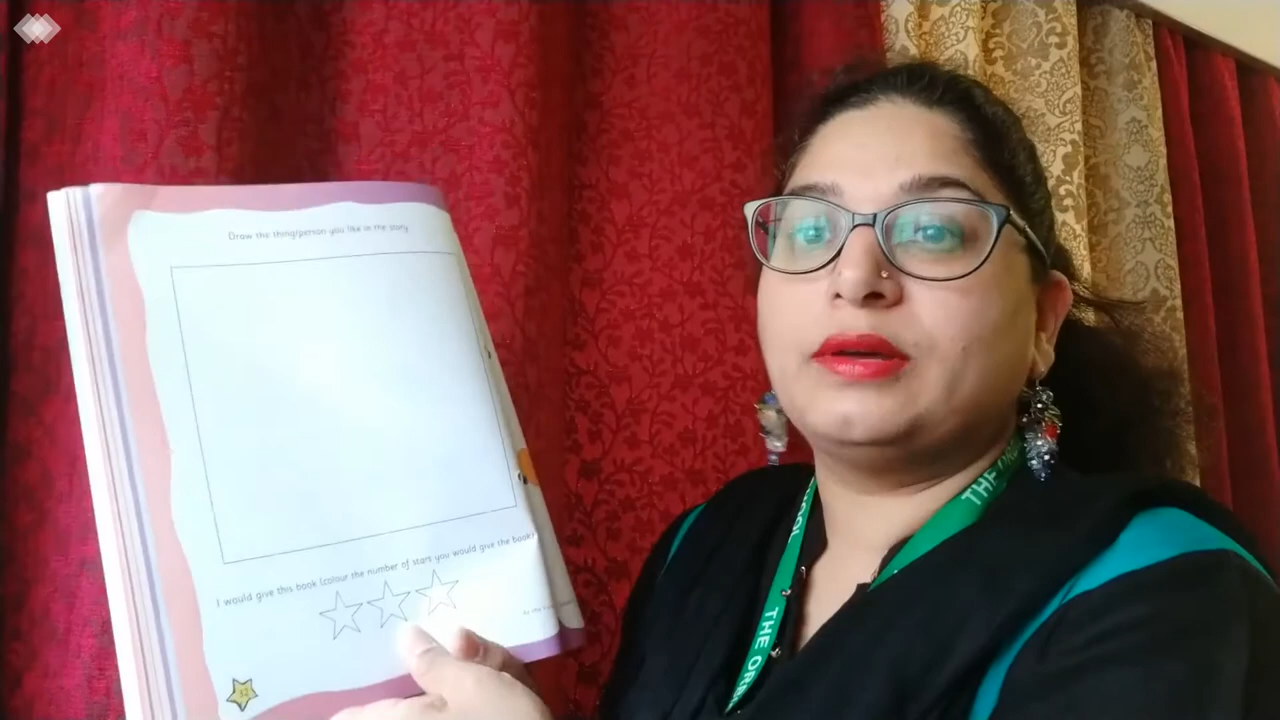 Draw the thing/person you like in the story
I would give this book (colour the number of stars you would give the book)
THE ORB
THE